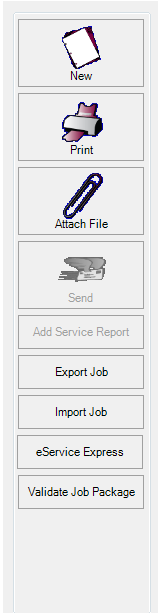 New
Print
Attach File
Send
Add Service Report
Export Job
Import Job
eService Express
Validate Job Package